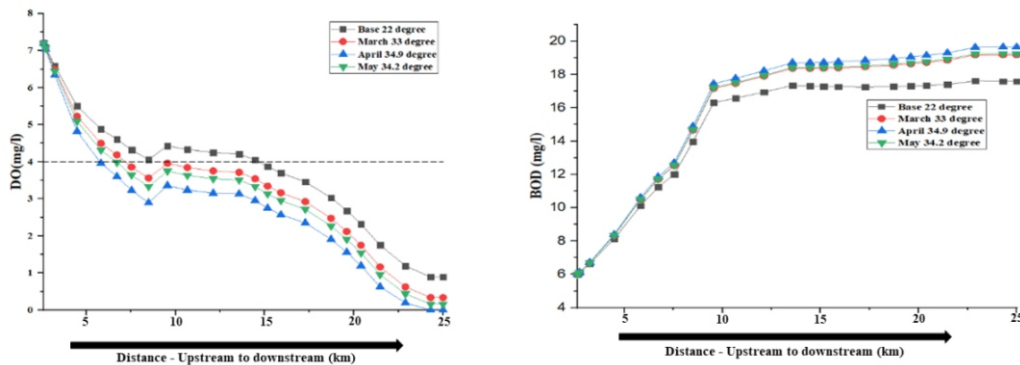 8
7
6
5
4
3
2
1
0
DO(mg/l)
Base 22 degree
March 33 degree
April 34.9 degree
May 34.2 degree
5
10
15
20
25
Distance - Upstream to downstream (km)
20
18
16
14
12
10
8
6
4
BOD (mg/l)
Base 22 degree
March 33 degree
April 34.9 degree
May 34.2 degree
5
10
15
20
25
Distance - Upstream to downstream (km)